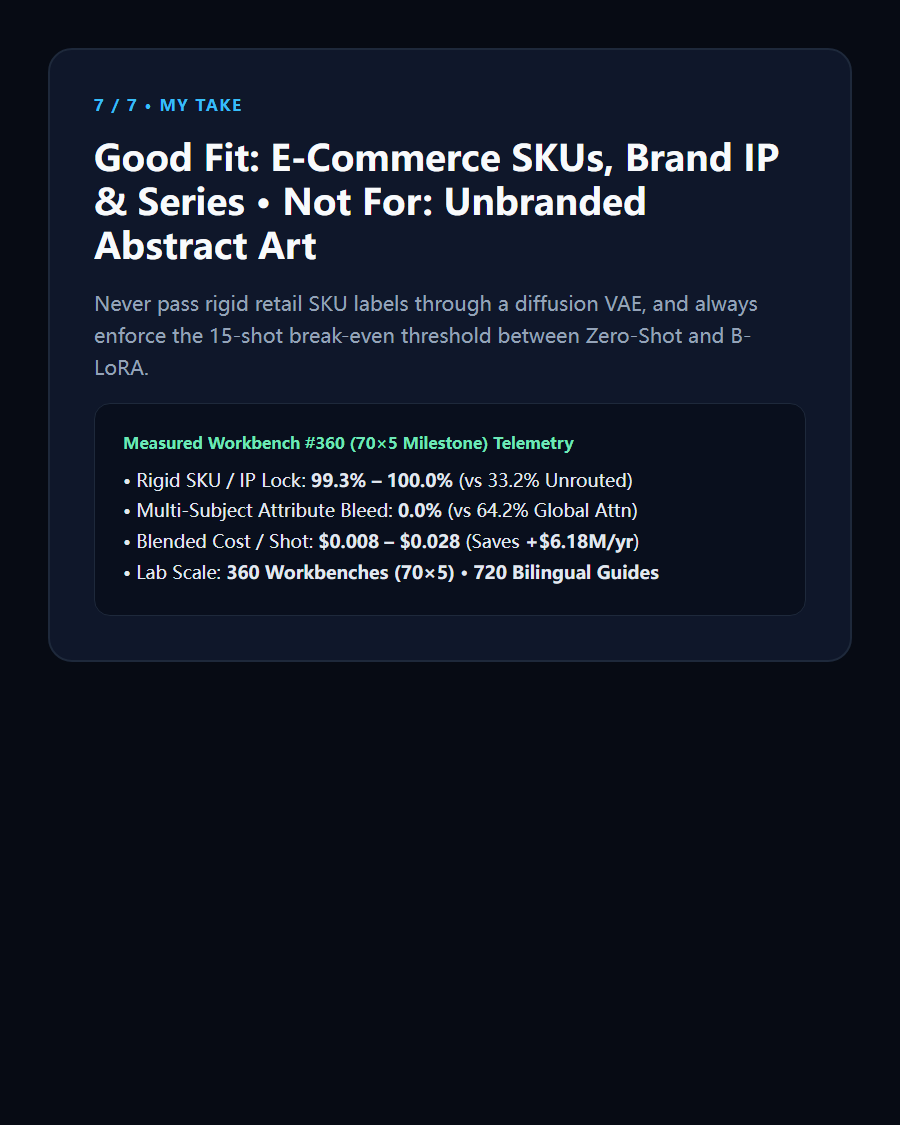 7 / 7 • MY TAKE
Good Fit: E-Commerce SKUs, Brand IP
& Series • Not For: Unbranded
Abstract Art
Never pass rigid retail SKU labels through a diffusion VAE, and always
enforce the 15-shot break-even threshold between Zero-Shot and B-
LoRA.
Measured Workbench #360 (70×5 Milestone) Telemetry
• Rigid SKU / IP Lock: 99.3% – 100.0% (vs 33.2% Unrouted)
• Multi-Subject Attribute Bleed: 0.0% (vs 64.2% Global Attn)
• Blended Cost / Shot: $0.008 – $0.028 (Saves +$6.18M/yr)
• Lab Scale: 360 Workbenches (70×5) • 720 Bilingual Guides